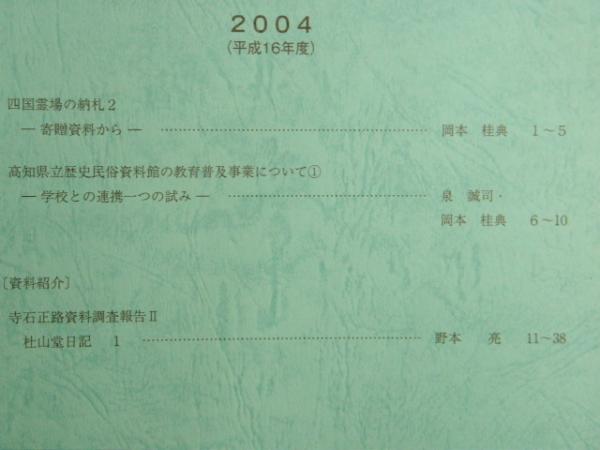 2004
(平成16年度)
四国霊場の納札2
― 寄贈資料から ― …… 岡本 桂典 1～5
高知県立歴史民俗資料館の教育普及事業について①
― 学校との連携一つの試み ― …… 泉 誠司・
岡本 桂典 6～10
〔資料紹介〕
寺石正路資料調査報告Ⅱ
杜山堂日記 1 …… 野本 亮 11～38